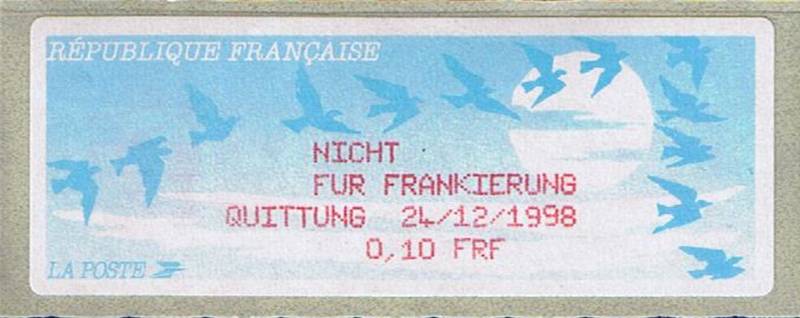 RÉPUBLIQUE FRANÇAISE
NICHT
FUR FRANKIERUNG
QUITTUNG 24/12/1998
0,10 FRF
LA POSTE